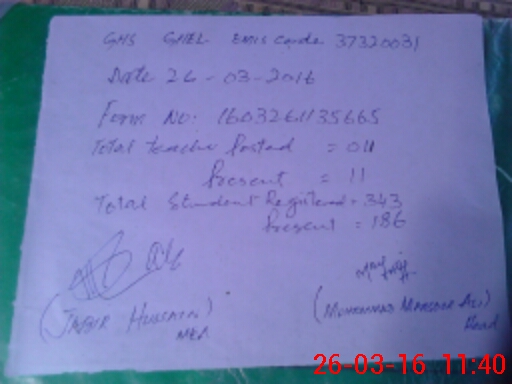 GHS GHEL EMIS Code 37320031
Date 26-03-2016
Form No: 1603261135665
Total teacher Posted = 011
Present = 11
Total Student Registered = 343
Present = 186
(JABIR HUSSAIN)
MEA
(MUHAMMAD MANSOOR ALI)
Head
26-03-16 11:40